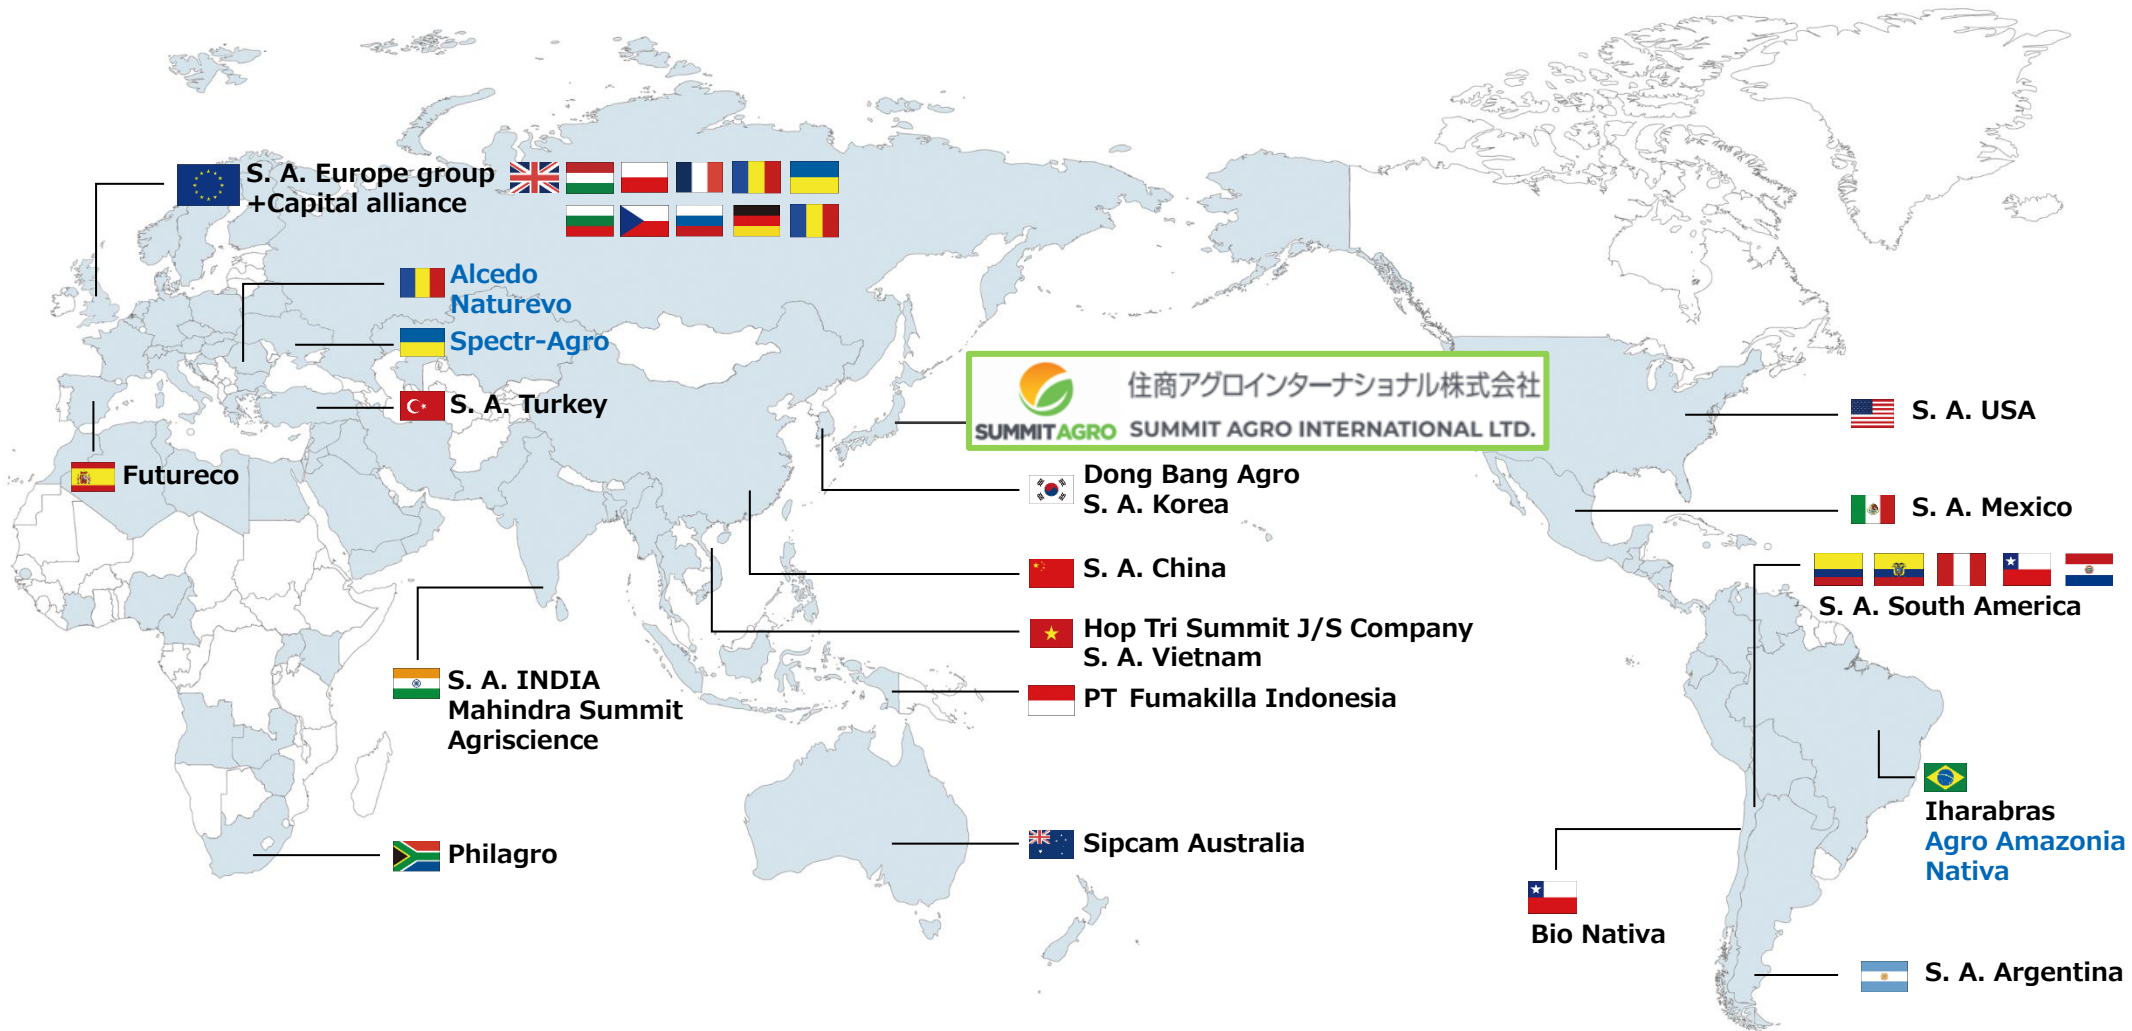 S. A. Europe group
+Capital alliance
Alcedo
Naturevo
Spectr-Agro
S. A. Turkey
Futureco
住商アグロインターナショナル株式会社
SUMMIT AGRO
SUMMIT AGRO INTERNATIONAL LTD.
Dong Bang Agro
S. A. Korea
S. A. China
Hop Tri Summit J/S Company
S. A. Vietnam
PT Fumakilla Indonesia
S. A. INDIA
Mahindra Summit
Agriscience
Philagro
Sipcam Australia
S. A. USA
S. A. Mexico
S. A. South America
Iharabras
Agro Amazonia
Nativa
Bio Nativa
S. A. Argentina